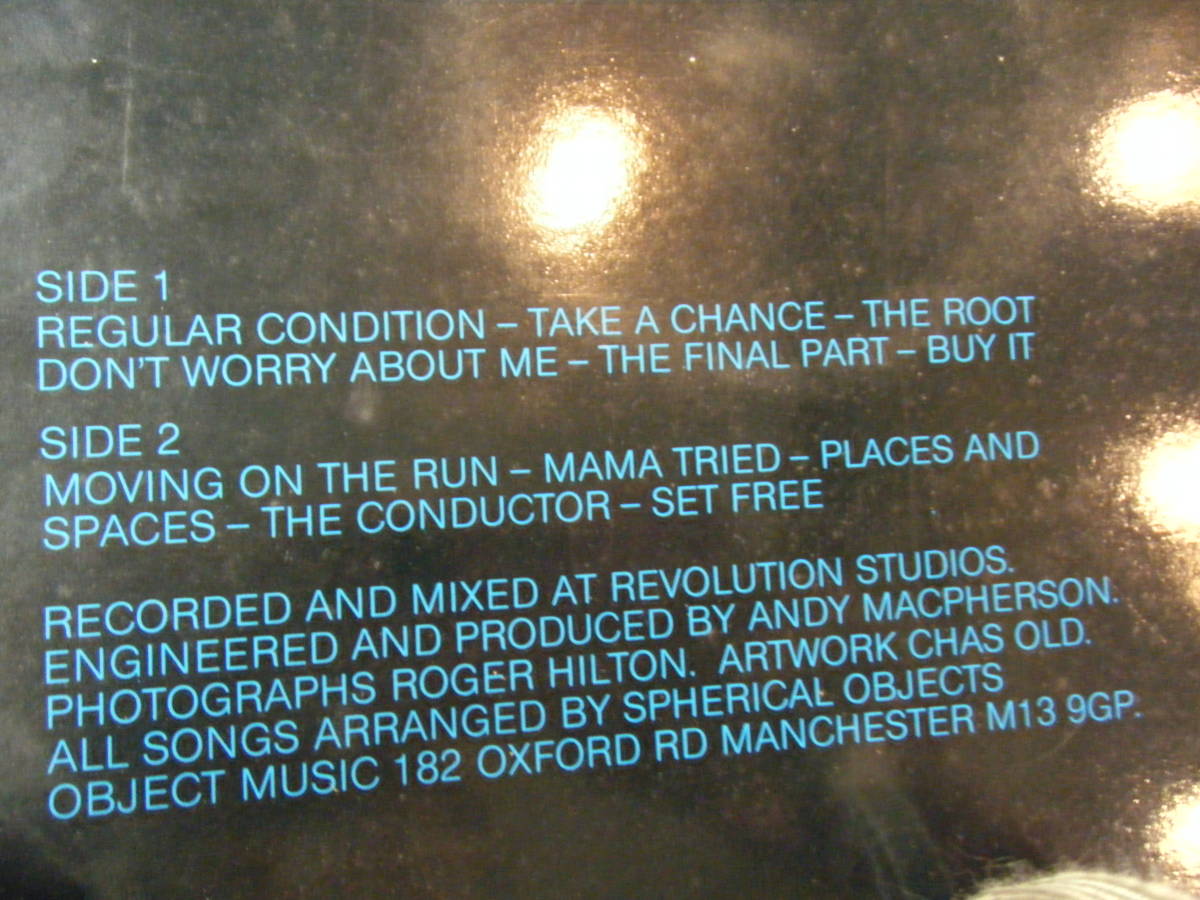 SIDE 1
REGULAR CONDITION – TAKE A CHANCE – THE ROOT
DON'T WORRY ABOUT ME – THE FINAL PART – BUY IT
SIDE 2
MOVING ON THE RUN – MAMA TRIED – PLACES AND
SPACES – THE CONDUCTOR – SET FREE
RECORDED AND MIXED AT REVOLUTION STUDIOS.
ENGINEERED AND PRODUCED BY ANDY MACPHERSON.
PHOTOGRAPHS ROGER HILTON. ARTWORK CHAS OLD.
ALL SONGS ARRANGED BY SPHERICAL OBJECTS
OBJECT MUSIC 182 OXFORD RD MANCHESTER M13 9GP.